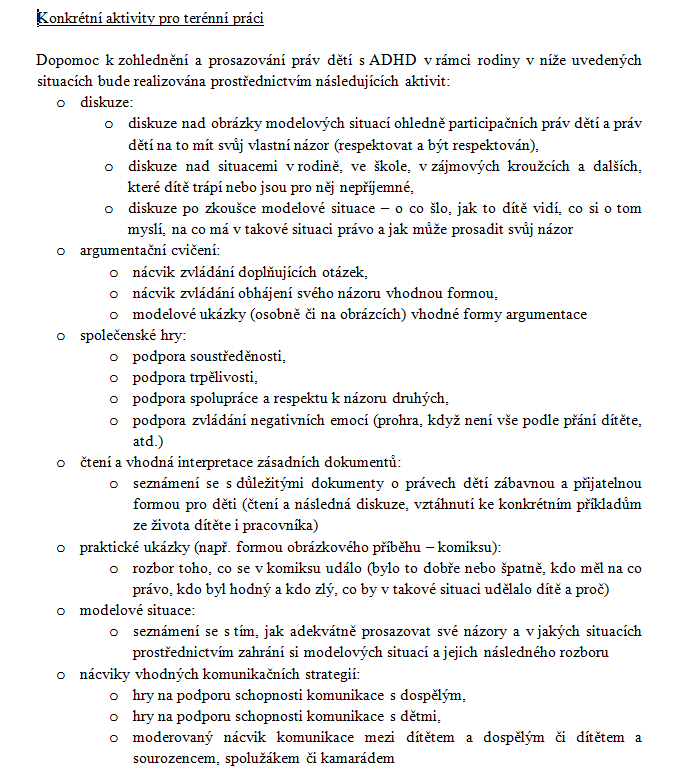 Konkrétní aktivity pro terénní práci
Dopomoc k zohlednění a prosazování práv dětí s ADHD v rámci rodiny v níže uvedených
situacích bude realizována prostřednictvím následujících aktivit:
o diskuze:
o diskuze nad obrázky modelových situací ohledně participačních práv dětí a práv
dětí na to mít svůj vlastní názor (respektovat a být respektován),
o diskuze nad situacemi v rodině, ve škole, v zájmových kroužcích a dalších,
které dítě trápí nebo jsou pro něj nepříjemné,
o diskuze po zkoušce modelové situace – o co šlo, jak to dítě vidí, co si o tom
myslí, na co má v takové situaci právo a jak může prosadit svůj názor
o argumentační cvičení:
o nácvik zvládání doplňujících otázek,
o nácvik zvládání obhájení svého názoru vhodnou formou,
o modelové ukázky (osobně či na obrázcích) vhodné formy argumentace
o společenské hry:
o podpora soustředěnosti,
o podpora trpělivosti,
o podpora spolupráce a respektu k názoru druhých,
o podpora zvládání negativních emocí (prohra, když není vše podle přání dítěte,
atd.)
o čtení a vhodná interpretace zásadních dokumentů:
o seznámení se s důležitými dokumenty o právech dětí zábavnou a přijatelnou
formou pro děti (čtení a následná diskuze, vztáhnutí ke konkrétním příkladům
ze života dítěte i pracovníka)
o praktické ukázky (např. formou obrázkového příběhu – komiksu):
o rozbor toho, co se v komiksu událo (bylo to dobře nebo špatně, kdo měl na co
právo, kdo byl hodný a kdo zlý, co by v takové situaci udělalo dítě a proč)
o modelové situace:
o seznámení se s tím, jak adekvátně prosazovat své názory a v jakých situacích
prostřednictvím zahrání si modelových situací a jejich následného rozboru
o nácviky vhodných komunikačních strategií:
o hry na podporu schopnosti komunikace s dospělým,
o hry na podporu schopnosti komunikace s dětmi,
o moderovaný nácvik komunikace mezi dítětem a dospělým či dítětem a
sourozencem, spolužákem či kamarádem